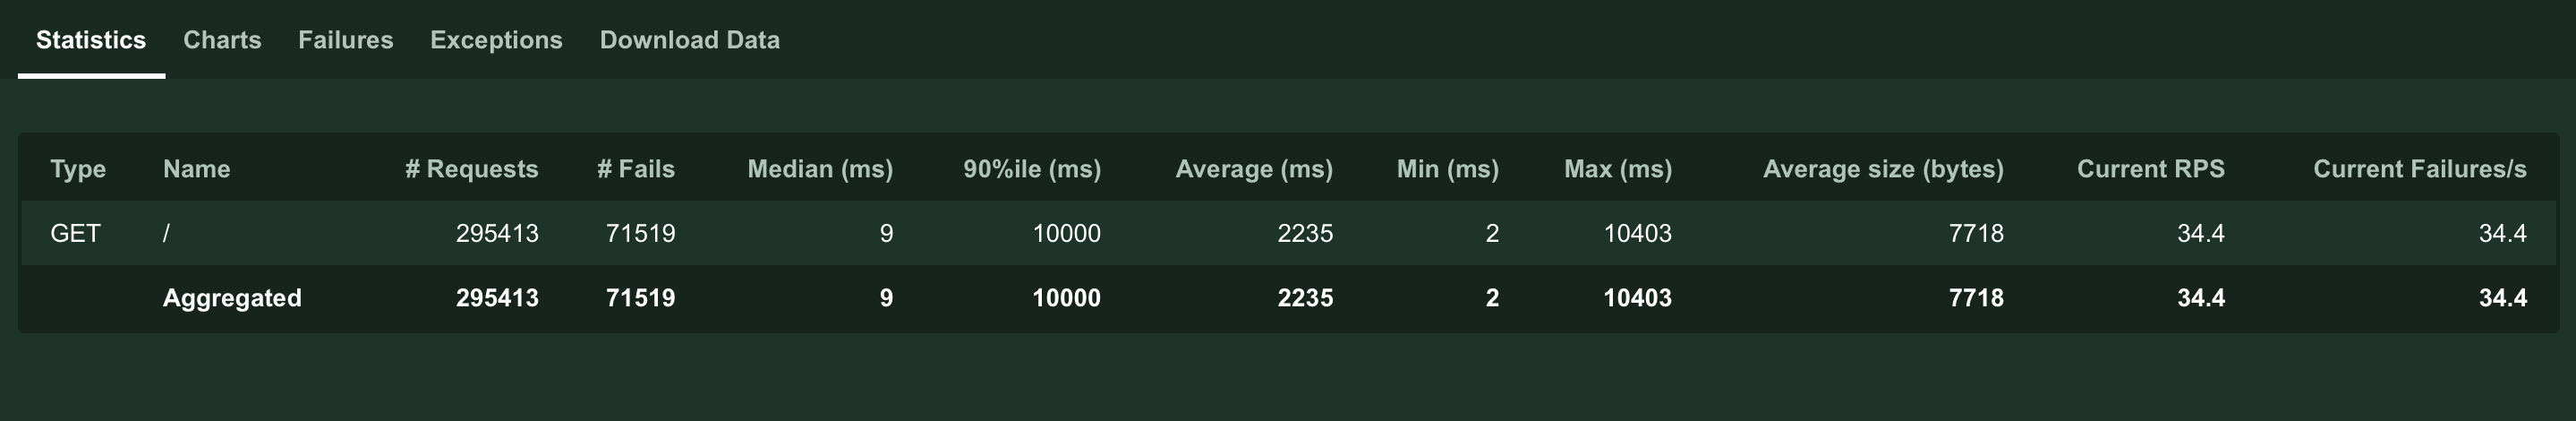 Statistics Charts Failures Exceptions Download Data
Type Name # Requests # Fails Median (ms) 90%ile (ms) Average (ms) Min (ms) Max (ms) Average size (bytes) Current RPS Current Failures/s
GET / 295413 71519 9 10000 2235 2 10403 7718 34.4 34.4
Aggregated 295413 71519 9 10000 2235 2 10403 7718 34.4 34.4